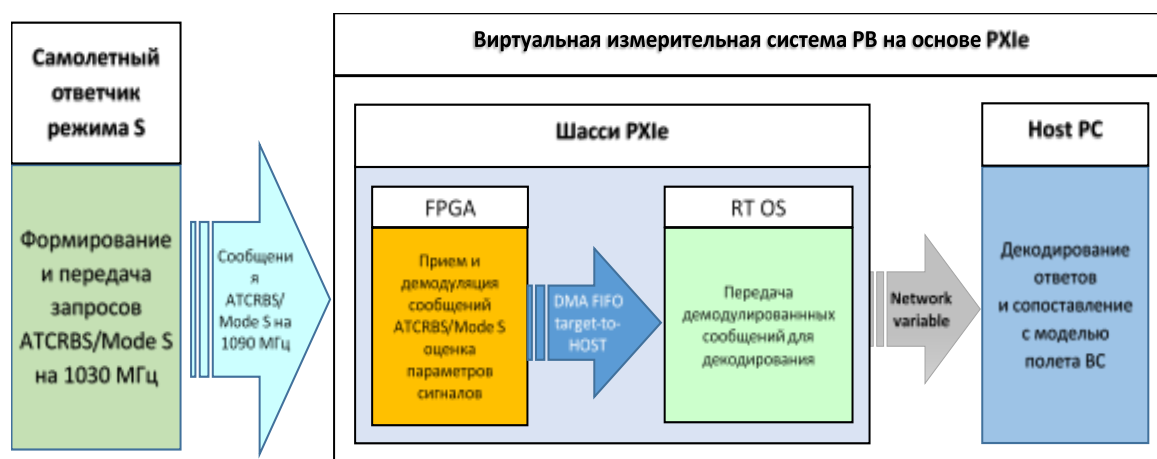 Самолетный
ответчик
режима S
Формирование
и передача
запросов
ATCRBS/Mode S
на 1030 МГц
Сообщени
я
ATCRBS/
Mode S на
1090 МГц
Виртуальная измерительная система РВ на основе PXIe
Шасси PXIe
FPGA
Прием и
демодуляция
сообщений
ATCRBS/Mode S
оценка
параметров
сигналов
DMA FIFO
target-to-
HOST
RT OS
Передача
демодулированнных
сообщений для
декодирования
Network
variable
Host PC
Декодирование
ответов
и сопоставление
с моделью
полета ВС